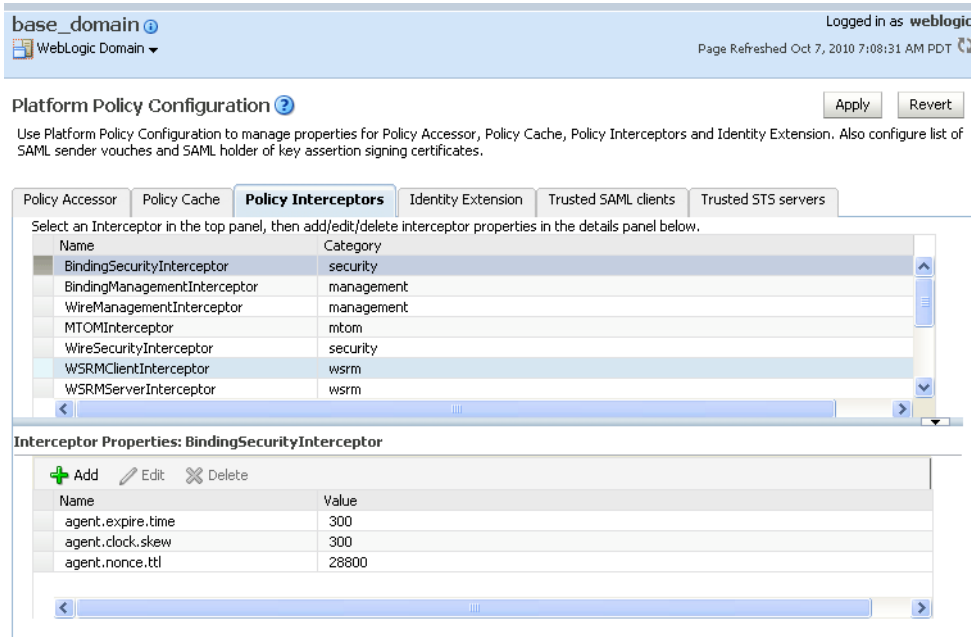 base_domain
Logged in as weblogic
WebLogic Domain
Page Refreshed Oct 7, 2010 7:08:31 AM PDT
Platform Policy Configuration
Apply
Revert
Use Platform Policy Configuration to manage properties for Policy Accessor, Policy Cache, Policy Interceptors and Identity Extension. Also configure list of
SAML sender vouches and SAML holder of key assertion signing certificates.
Policy Accessor
Policy Cache
Policy Interceptors
Identity Extension
Trusted SAML clients
Trusted STS servers
Select an Interceptor in the top panel, then add/edit/delete interceptor properties in the details panel below.
Name Category
BindingSecurityInterceptor security
BindingManagementInterceptor management
WireManagementInterceptor management
MTOMInterceptor mtom
WireSecurityInterceptor security
WSRMClientInterceptor wsrm
WSRMServerInterceptor wsrm
Interceptor Properties: BindingSecurityInterceptor
Add Edit Delete
Name Value
agent.expire.time 300
agent.clock.skew 300
agent.nonce.ttl 28800